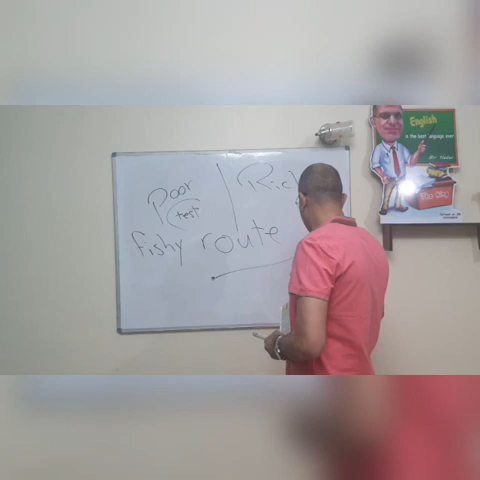 Poor
Rich
test
fishy route
English
is the best language ever